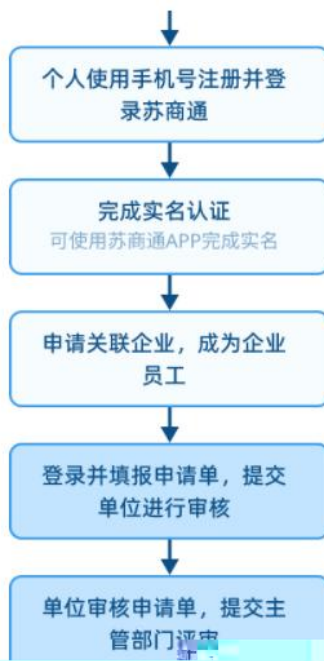 个人使用手机号注册并登
录苏商通
完成实名认证
可使用苏商通APP完成实名
申请关联企业，成为企业
员工
登录并填报申请单，提交
单位进行审核
单位审核申请单，提交主
管部门评审